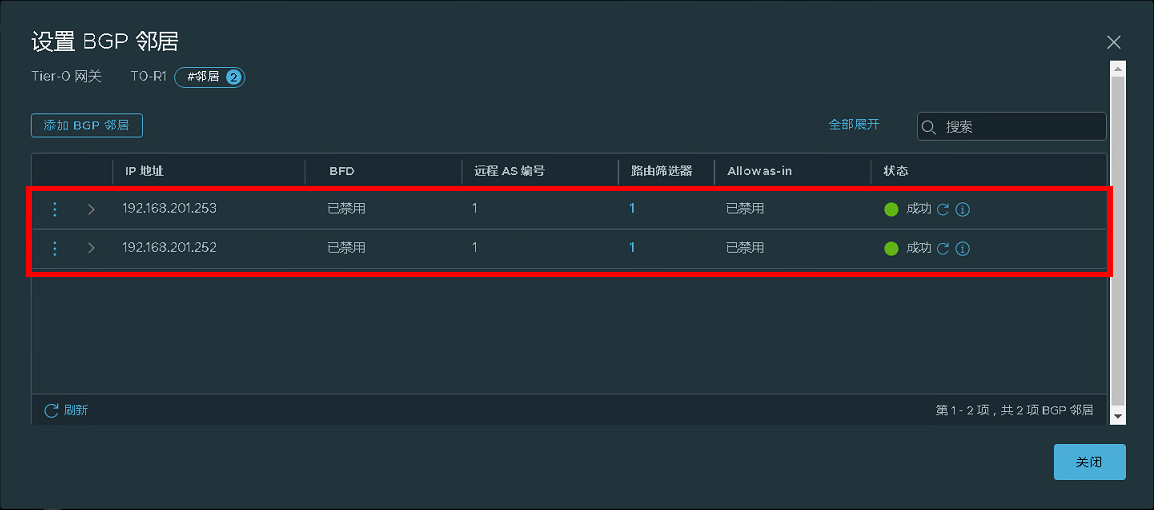 设置 BGP 邻居
Tier-0 网关 T0-R1 #邻居 2
添加 BGP 邻居 全部展开 搜索
IP 地址 BFD 远程 AS 编号 路由筛选器 Allowas-in 状态
192.168.201.253 已禁用 1 1 已禁用 成功
192.168.201.252 已禁用 1 1 已禁用 成功
刷新 第 1 - 2 项 , 共 2 项 BGP 邻居
关闭